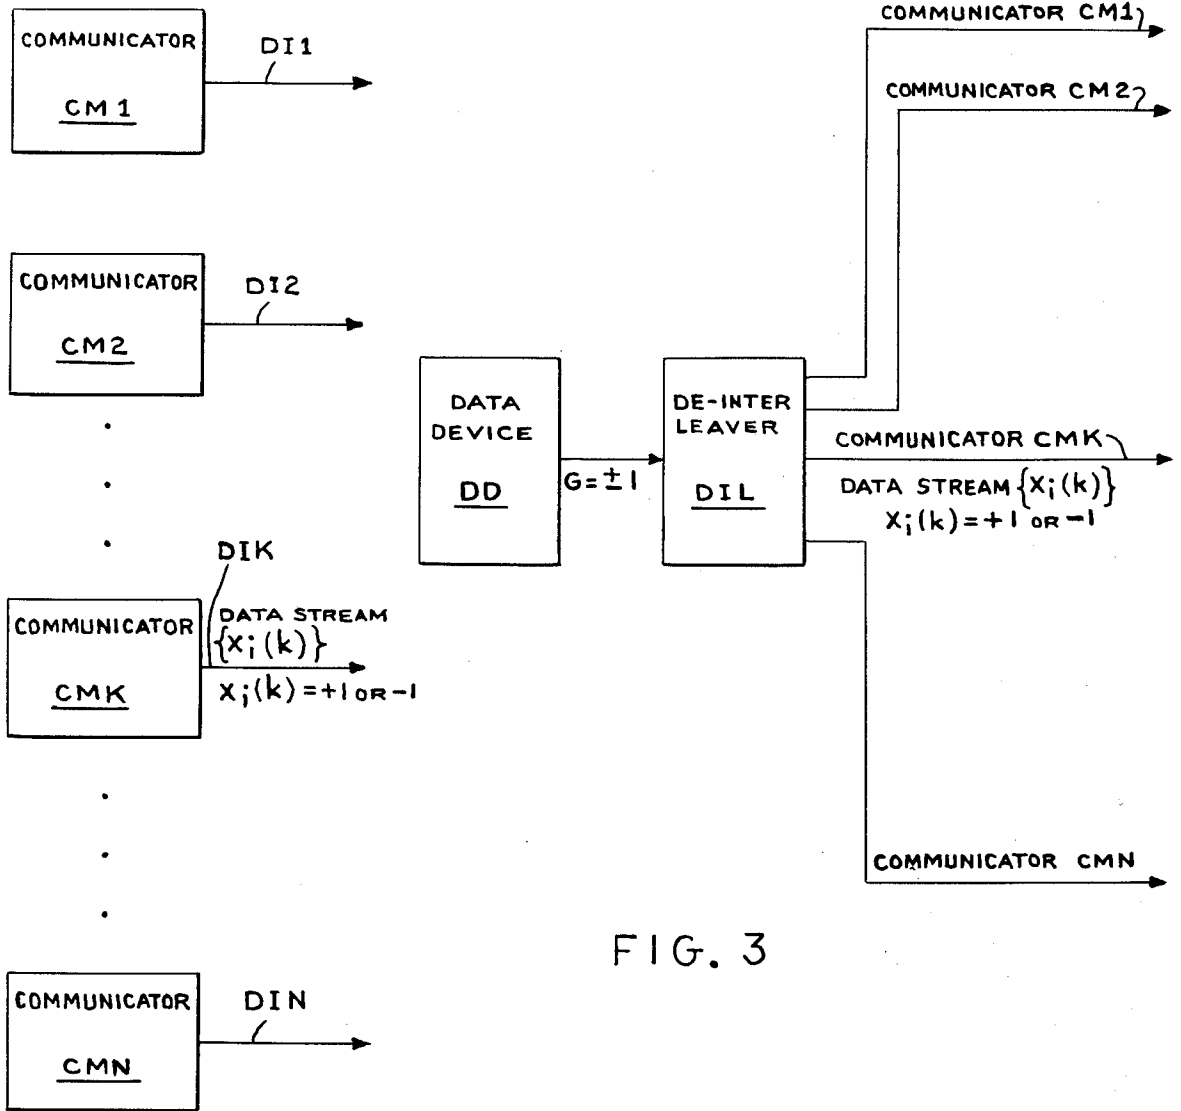 COMMUNICATOR
CM1
DI1
COMMUNICATOR
CM2
DI2
COMMUNICATOR
CMK
DIK
DATA STREAM
{Xi(k)}
Xi(k)=+1 OR -1
COMMUNICATOR
CMN
DIN
DATA
DEVICE
DD
G=±1
DE-INTER
LEAVER
DIL
COMMUNICATOR CM1
COMMUNICATOR CM2
COMMUNICATOR CMK
DATA STREAM {Xi(k)}
Xi(k)=+1 OR -1
COMMUNICATOR CMN
FIG. 3